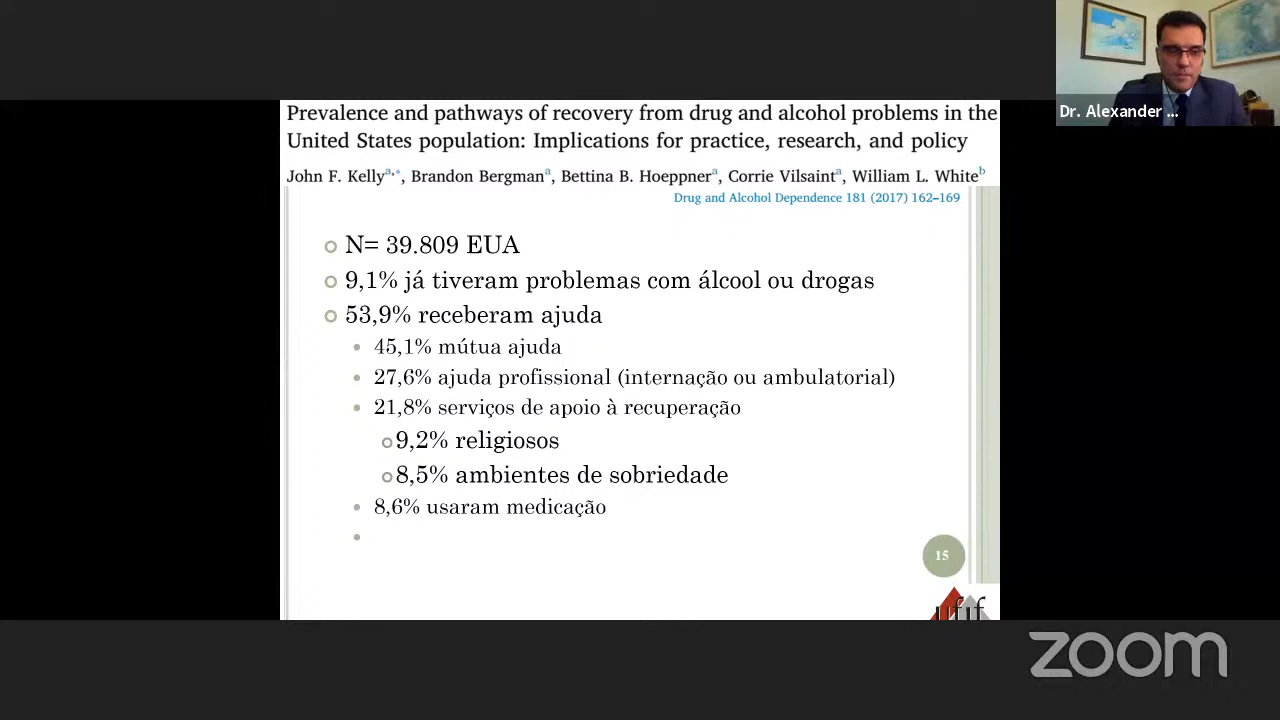 Prevalence and pathways of recovery from drug and alcohol problems in the
United States population: Implications for practice, research, and policy
John F. Kelly^a,*, Brandon Bergman^a, Bettina B. Hoeppner^a, Corrie Vilsaint^a, William L. White^b
Drug and Alcohol Dependence 181 (2017) 162–169
N= 39.809 EUA
9,1% já tiveram problemas com álcool ou drogas
53,9% receberam ajuda
45,1% mútua ajuda
27,6% ajuda profissional (internação ou ambulatorial)
21,8% serviços de apoio à recuperação
9,2% religiosos
8,5% ambientes de sobriedade
8,6% usaram medicação
15
ufjf
Dr. Alexander ...
zoom